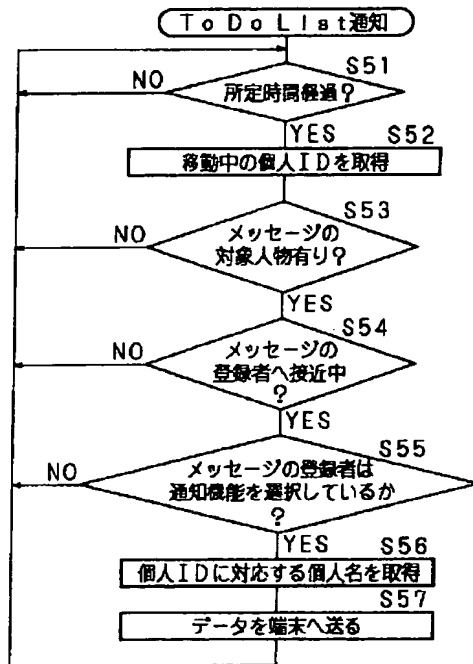 ToDoList通知
S51
NO
所定時間経過?
YES
S52
移動中の個人IDを取得
S53
NO
メッセージの
対象人物有り?
YES
S54
NO
メッセージの
登録者へ接近中
?
YES
S55
NO
メッセージの登録者は
通知機能を選択しているか
?
YES
S56
個人IDに対応する個人名を取得
S57
データを端末へ送る